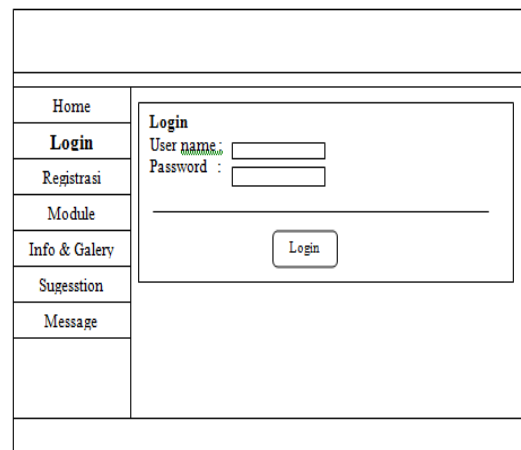 Home
Login
Registrasi
Module
Info & Galery
Sugesstion
Message
Login
User name :
Password :
Login